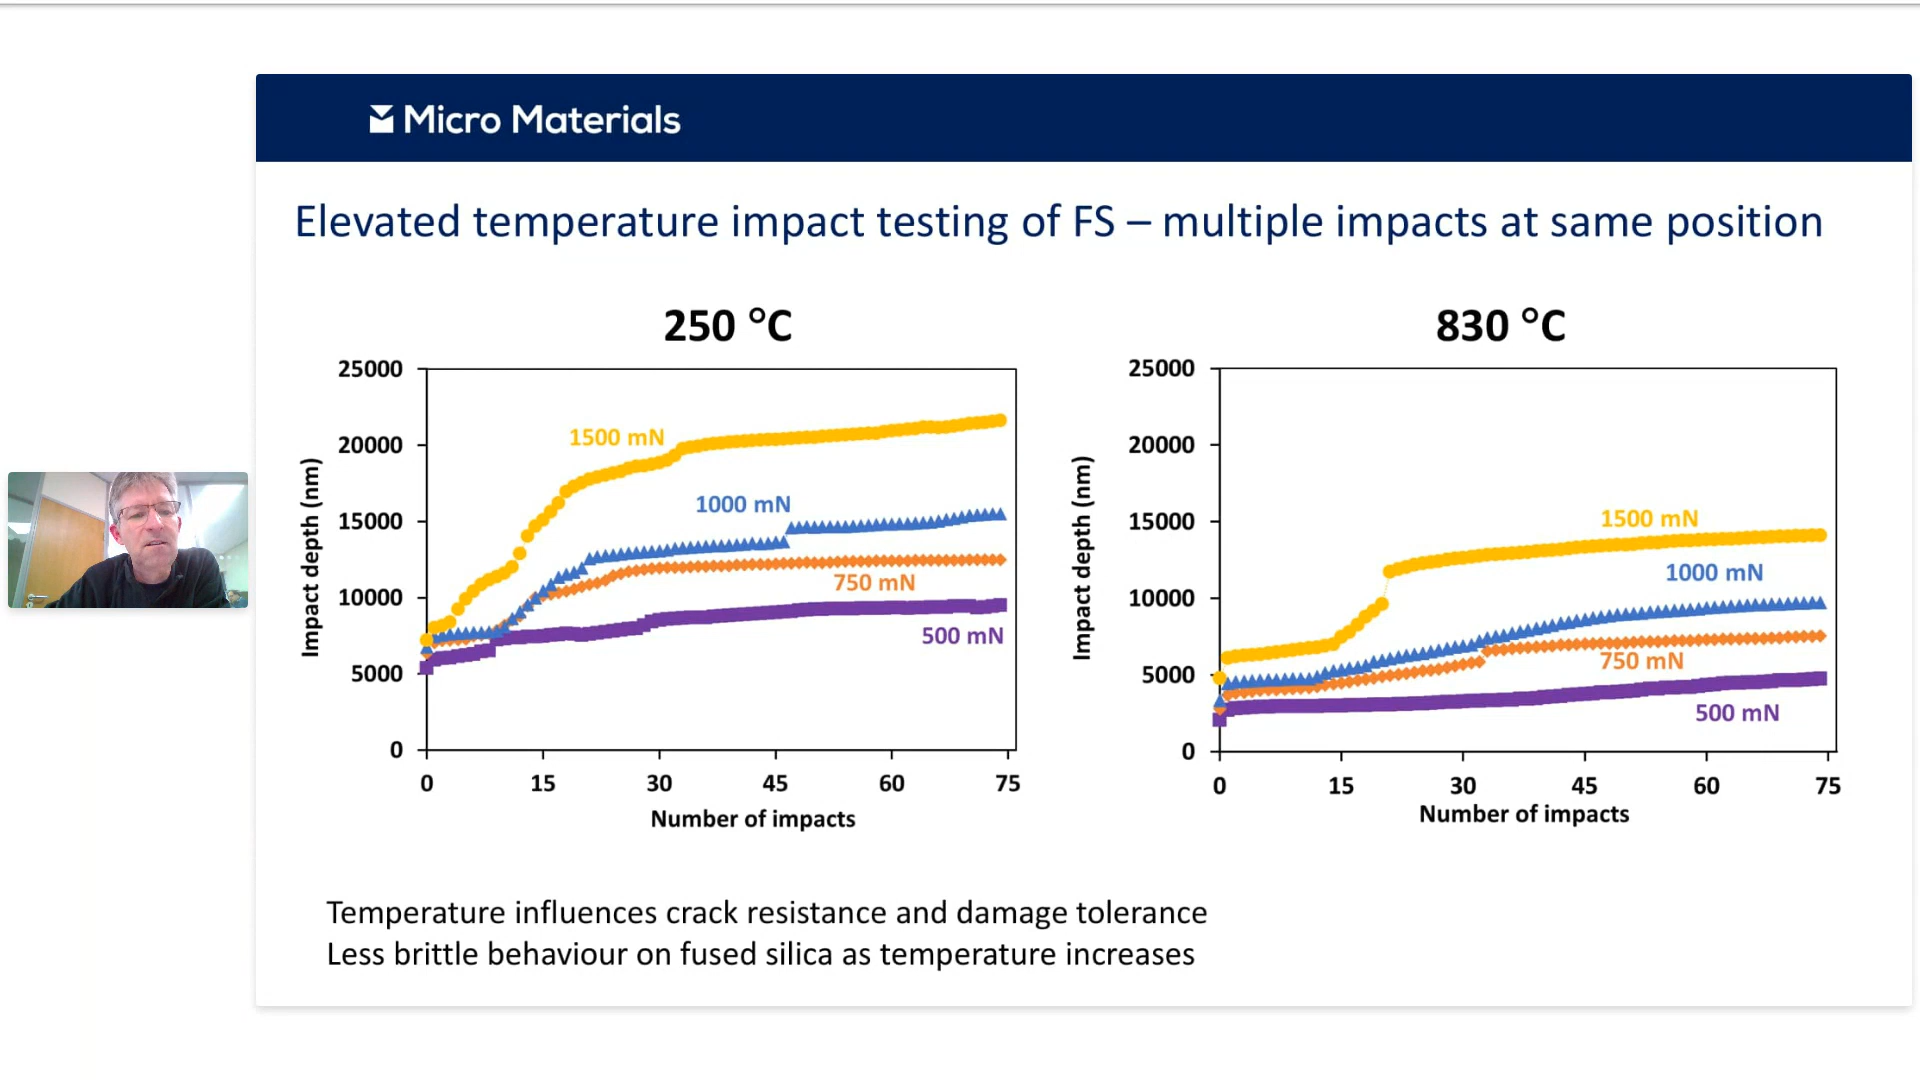 Micro Materials
Elevated temperature impact testing of FS – multiple impacts at same position
250 °C
25000
20000
15000
10000
5000
0
Impact depth (nm)
1500 mN
1000 mN
750 mN
500 mN
0 15 30 45 60 75
Number of impacts
830 °C
25000
20000
15000
10000
5000
0
Impact depth (nm)
1500 mN
1000 mN
750 mN
500 mN
0 15 30 45 60 75
Number of impacts
Temperature influences crack resistance and damage tolerance
Less brittle behaviour on fused silica as temperature increases